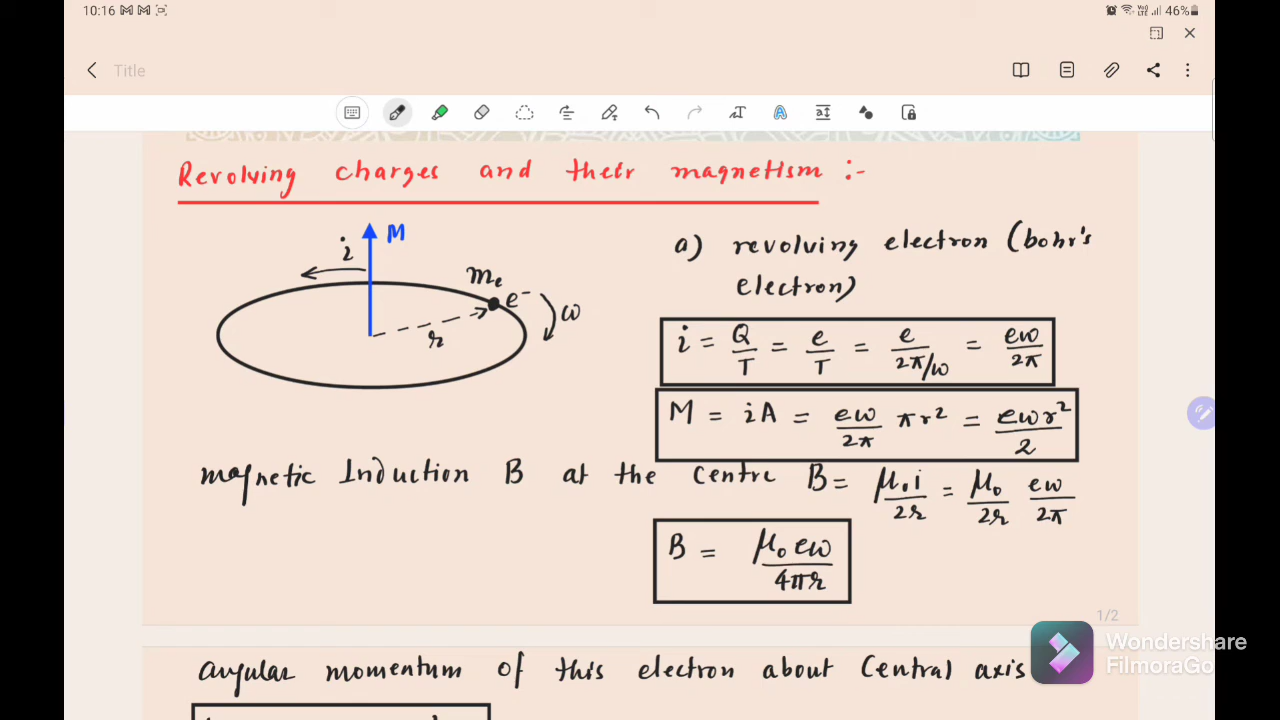 10:16
46%
Title
Revolving charges and their magnetism :-
i
M
me
e-
ω
r
a) revolving electron (bohr's
electron)
i = Q/T = e/T = e/2π/ω = eω/2π
M = iA = eω/2π πr² = eωr²/2
magnetic Induction B at the centre B = μ₀i/2r = μ₀/2r eω/2π
B = μ₀eω/4πr
1/2
Wondershare
FilmoraGo
angular momentum of this electron about Central axis